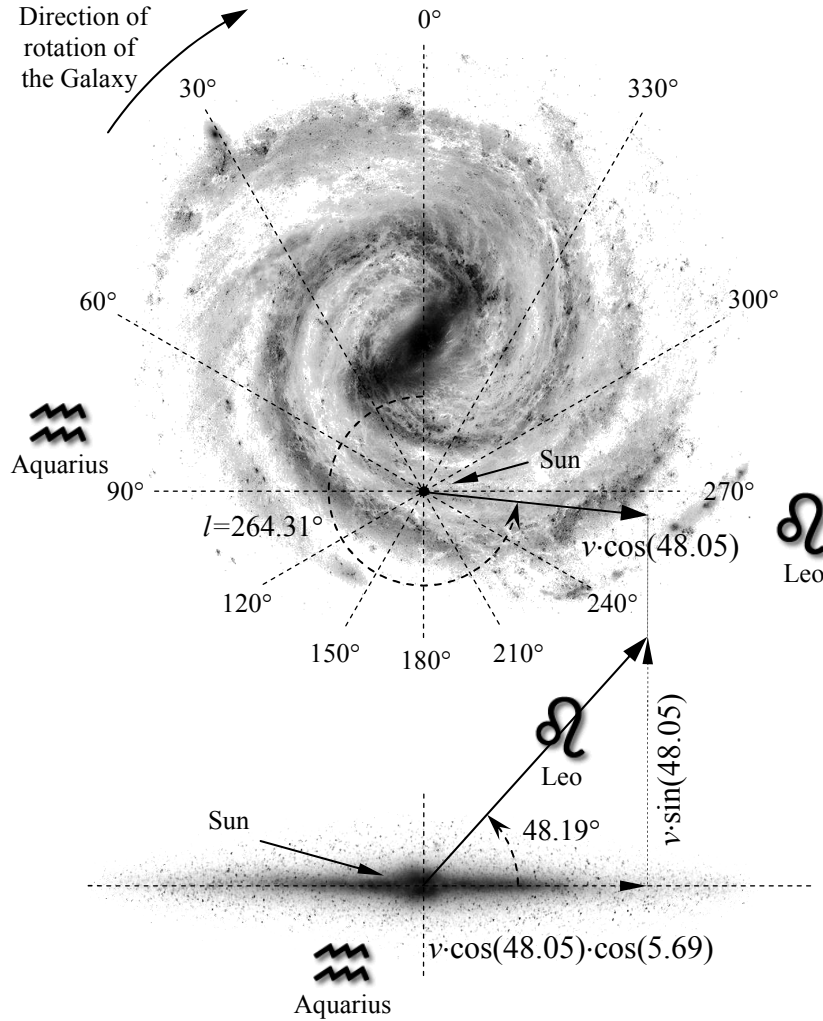 Direction of
rotation of
the Galaxy
0°
30°
330°
60°
300°
Aquarius
Sun
90°
270°
l=264.31°
v·cos(48.05)
Leo
120°
240°
150°
210°
180°
Leo
v·sin(48.05)
Sun
48.19°
v·cos(48.05)·cos(5.69)
Aquarius